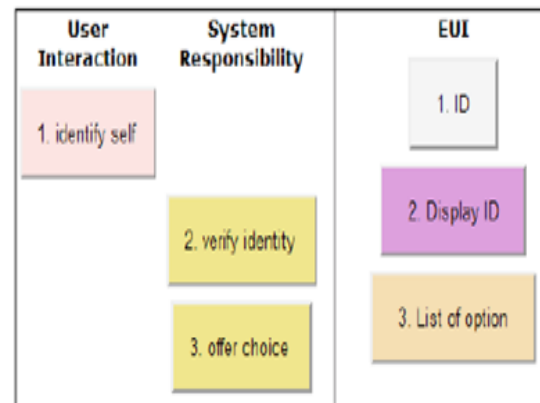 User Interaction
System Responsibility
EUI
1. identify self
2. verify identity
3. offer choice
1. ID
2. Display ID
3. List of option